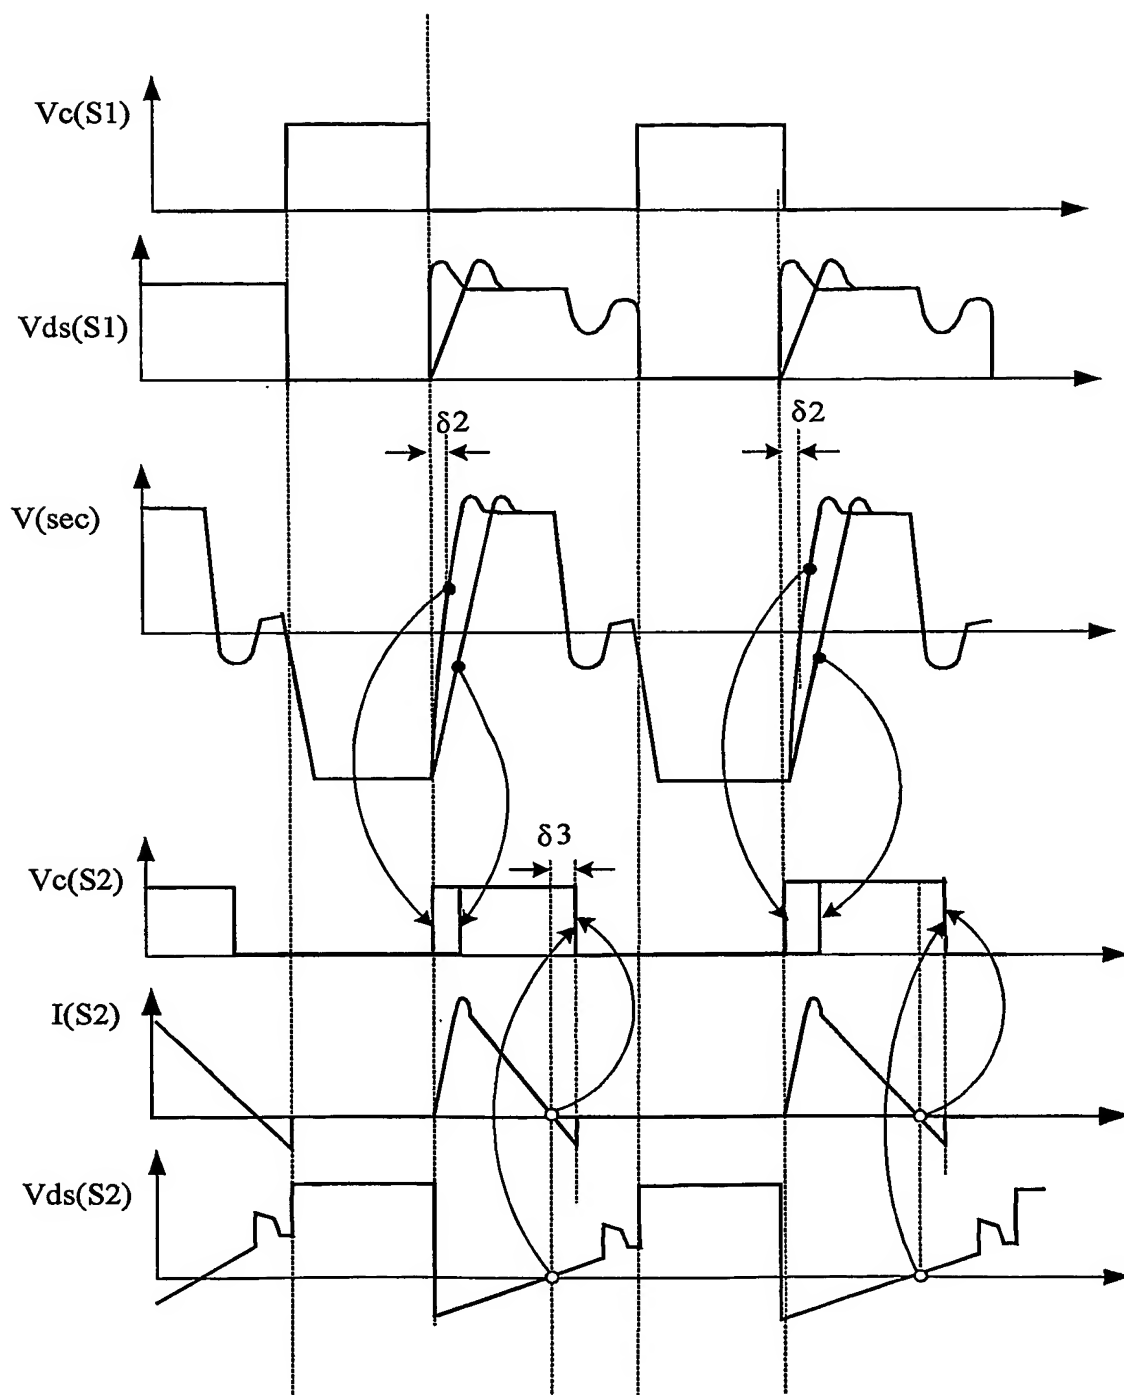 Vc(S1)
Vds(S1)
δ2
δ2
V(sec)
δ3
Vc(S2)
I(S2)
Vds(S2)